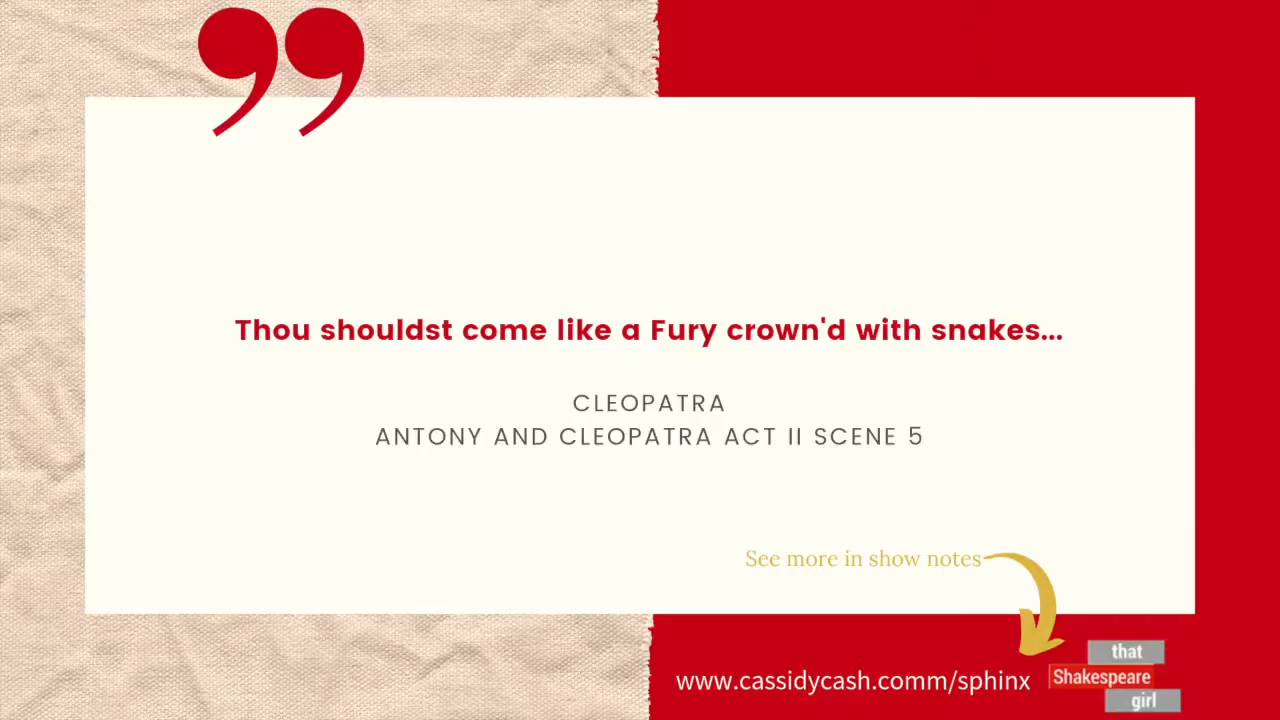 ”
Thou shouldst come like a Fury crown'd with snakes...
CLEOPATRA
ANTONY AND CLEOPATRA ACT II SCENE 5
See more in show notes
www.cassidycash.comm/sphinx
that
Shakespeare
girl